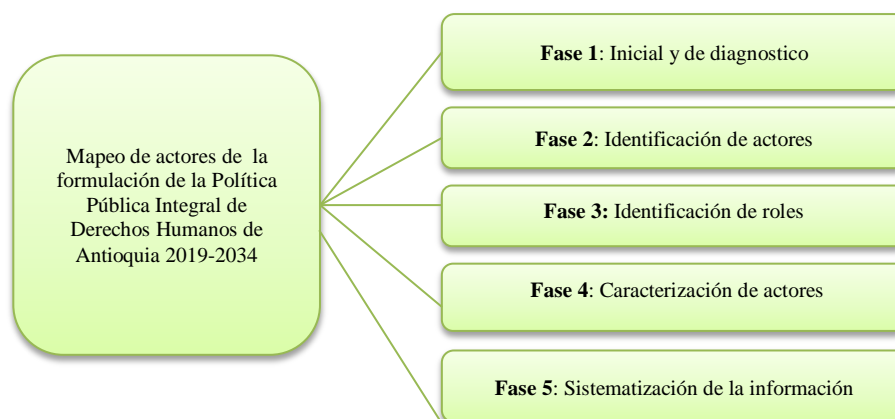 Mapeo de actores de la
formulación de la Política
Pública Integral de
Derechos Humanos de
Antioquia 2019-2034
Fase 1: Inicial y de diagnostico
Fase 2: Identificación de actores
Fase 3: Identificación de roles
Fase 4: Caracterización de actores
Fase 5: Sistematización de la información